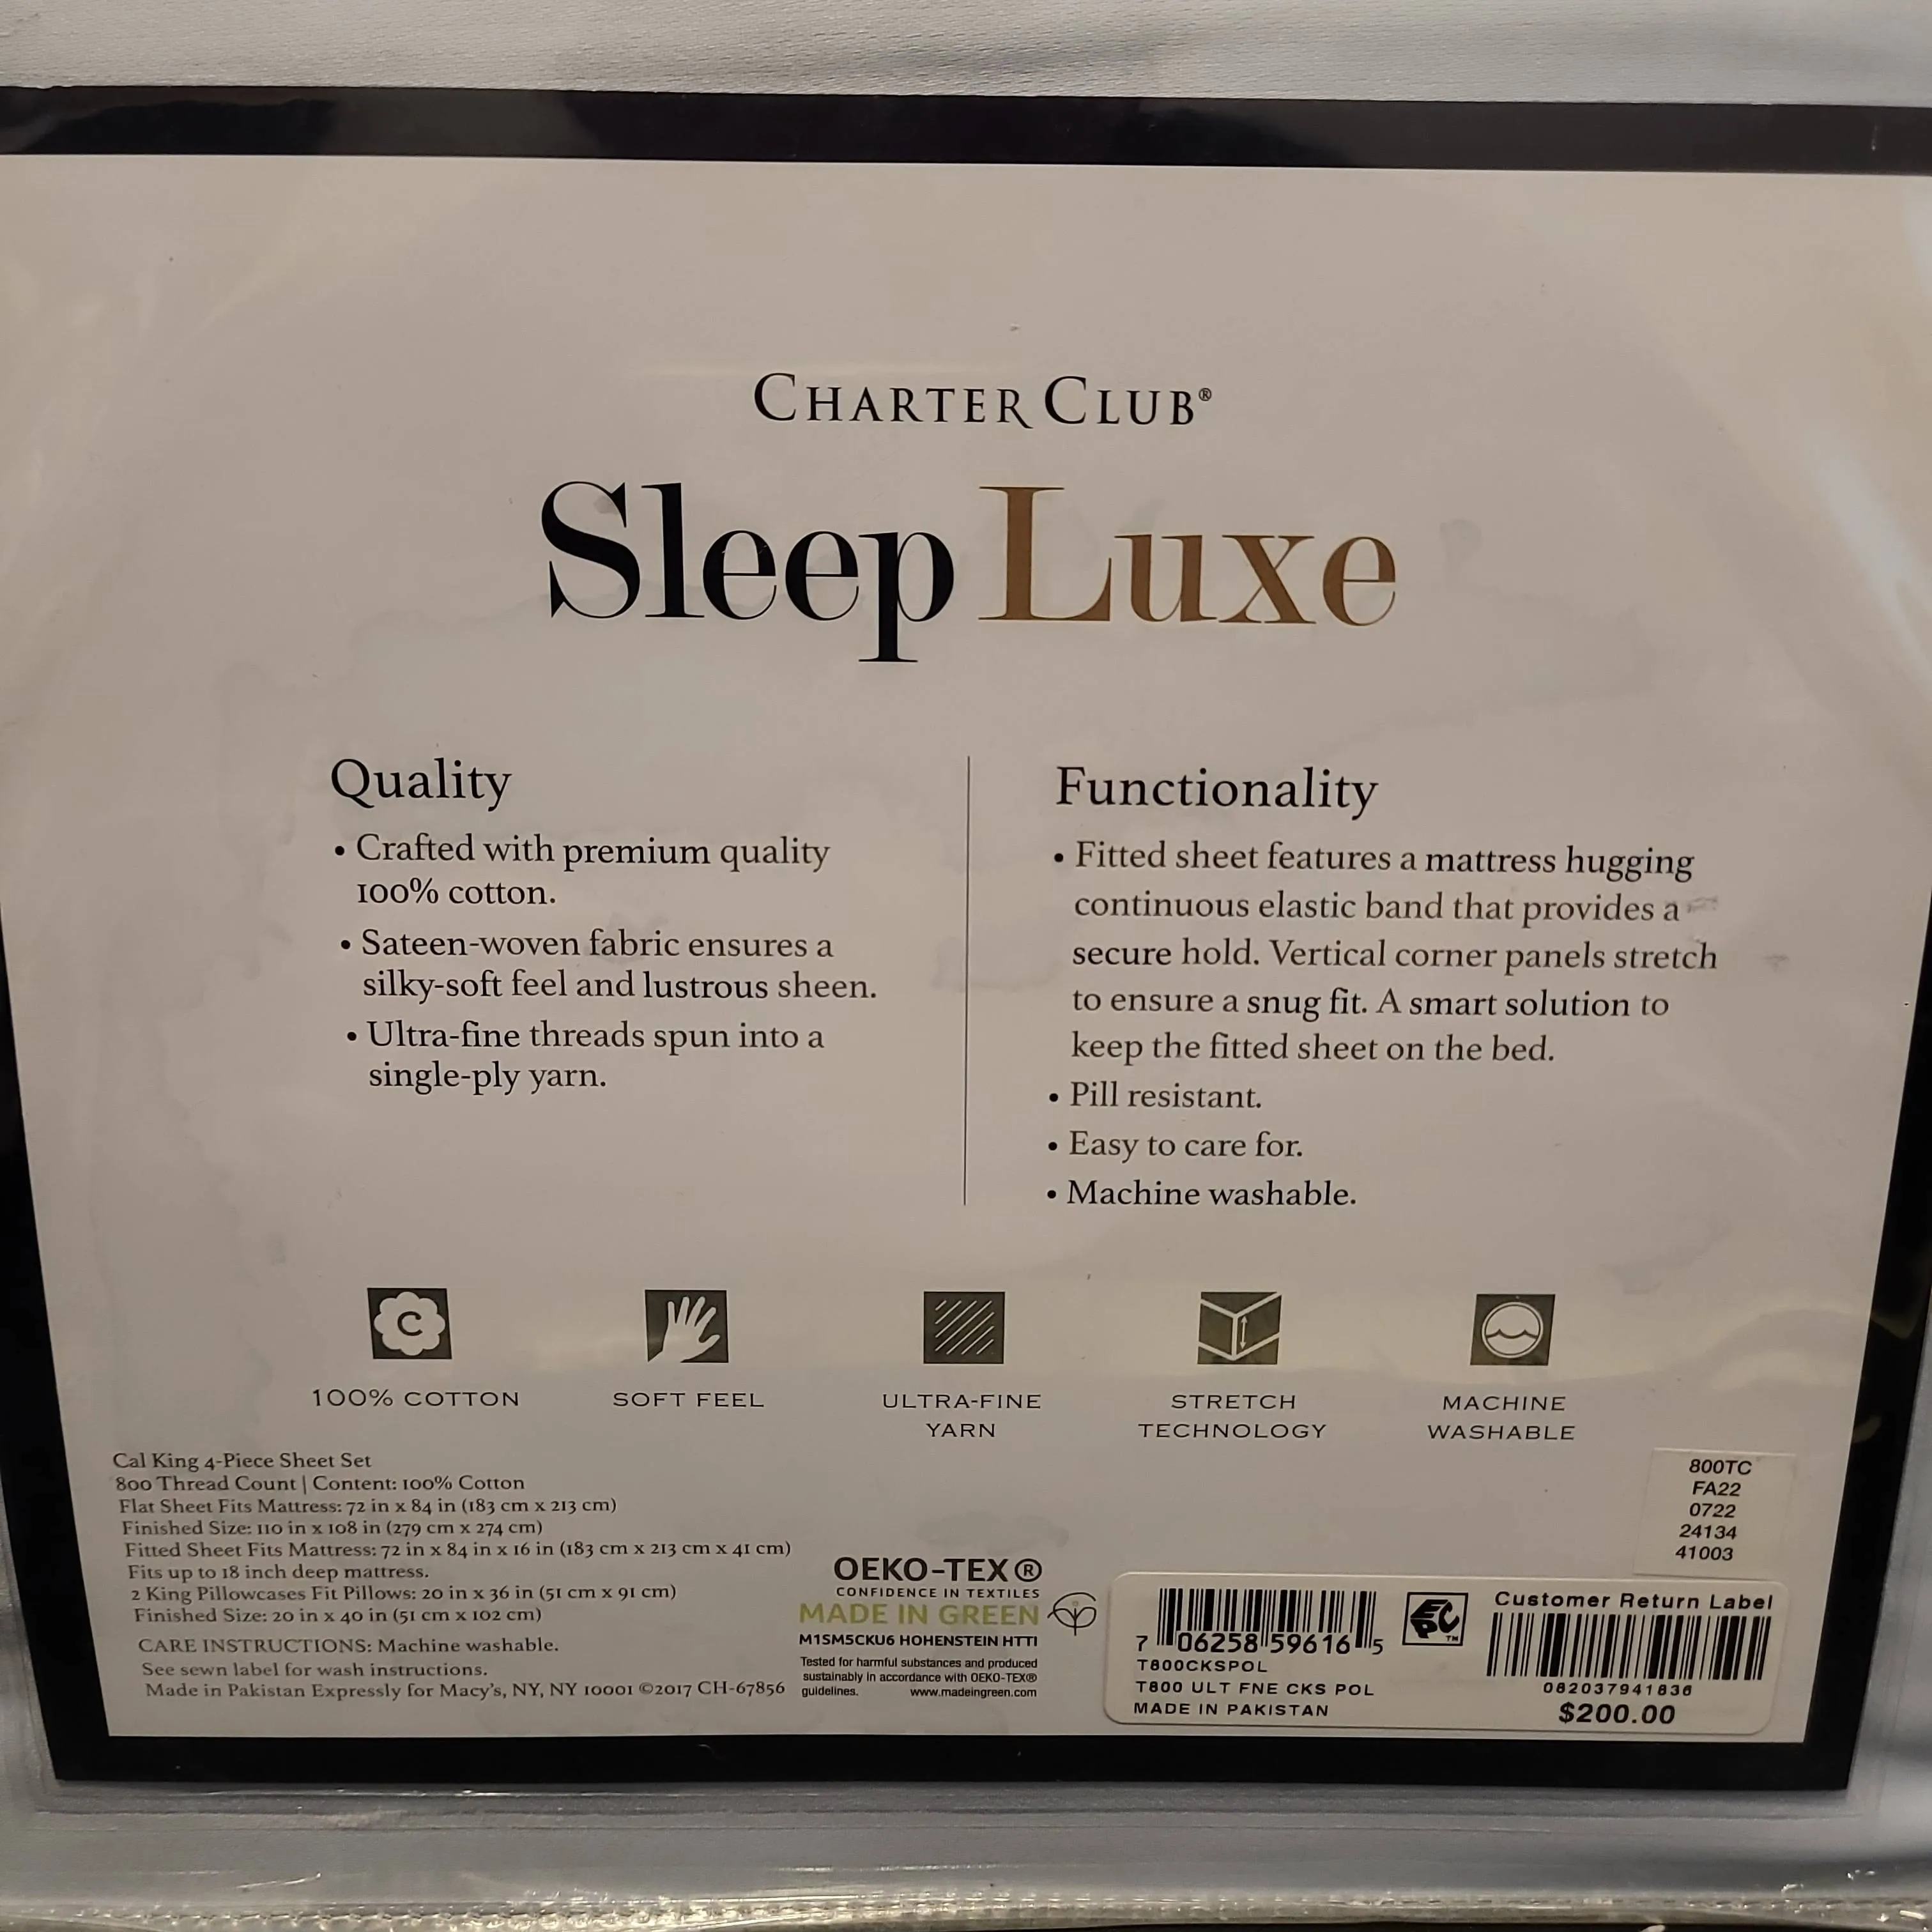 CHARTER CLUB®
Sleep Luxe
Quality
• Crafted with premium quality
100% cotton.
• Sateen-woven fabric ensures a
silky-soft feel and lustrous sheen.
• Ultra-fine threads spun into a
single-ply yarn.
Functionality
• Fitted sheet features a mattress hugging
continuous elastic band that provides a
secure hold. Vertical corner panels stretch
to ensure a snug fit. A smart solution to
keep the fitted sheet on the bed.
• Pill resistant.
• Easy to care for.
• Machine washable.
C
100% COTTON
SOFT FEEL
ULTRA-FINE
YARN
STRETCH
TECHNOLOGY
MACHINE
WASHABLE
Cal King 4-Piece Sheet Set
800 Thread Count | Content: 100% Cotton
Flat Sheet Fits Mattress: 72 in x 84 in (183 cm x 213 cm)
Finished Size: 110 in x 108 in (279 cm x 274 cm)
Fitted Sheet Fits Mattress: 72 in x 84 in x 16 in (183 cm x 213 cm x 41 cm)
Fits up to 18 inch deep mattress.
2 King Pillowcases Fit Pillows: 20 in x 36 in (51 cm x 91 cm)
Finished Size: 20 in x 40 in (51 cm x 102 cm)
CARE INSTRUCTIONS: Machine washable.
See sewn label for wash instructions.
Made in Pakistan Expressly for Macy's, NY, NY 10001 ©2017 CH-67856
OEKO-TEX®
CONFIDENCE IN TEXTILES
MADE IN GREEN
M1SM5CKU6 HOHENSTEIN HTTI
Tested for harmful substances and produced
sustainably in accordance with OEKO-TEX®
guidelines. www.madeingreen.com
800TC
FA22
0722
24134
41003
7 06258 59616 5
T800CKSPOL
T800 ULT FNE CKS POL
MADE IN PAKISTAN
EPC™
Customer Return Label
082037941836
$200.00